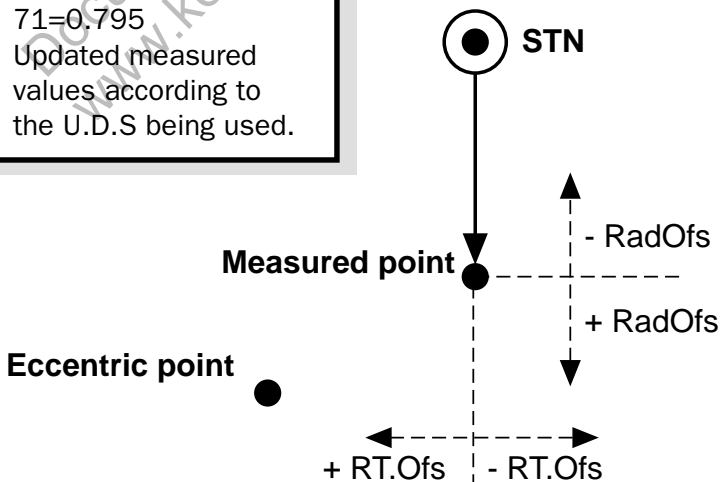 71=0.795
Updated measured
values according to
the U.D.S being used.
STN
- RadOfs
Measured point
+ RadOfs
Eccentric point
+ RT.Ofs
- RT.Ofs